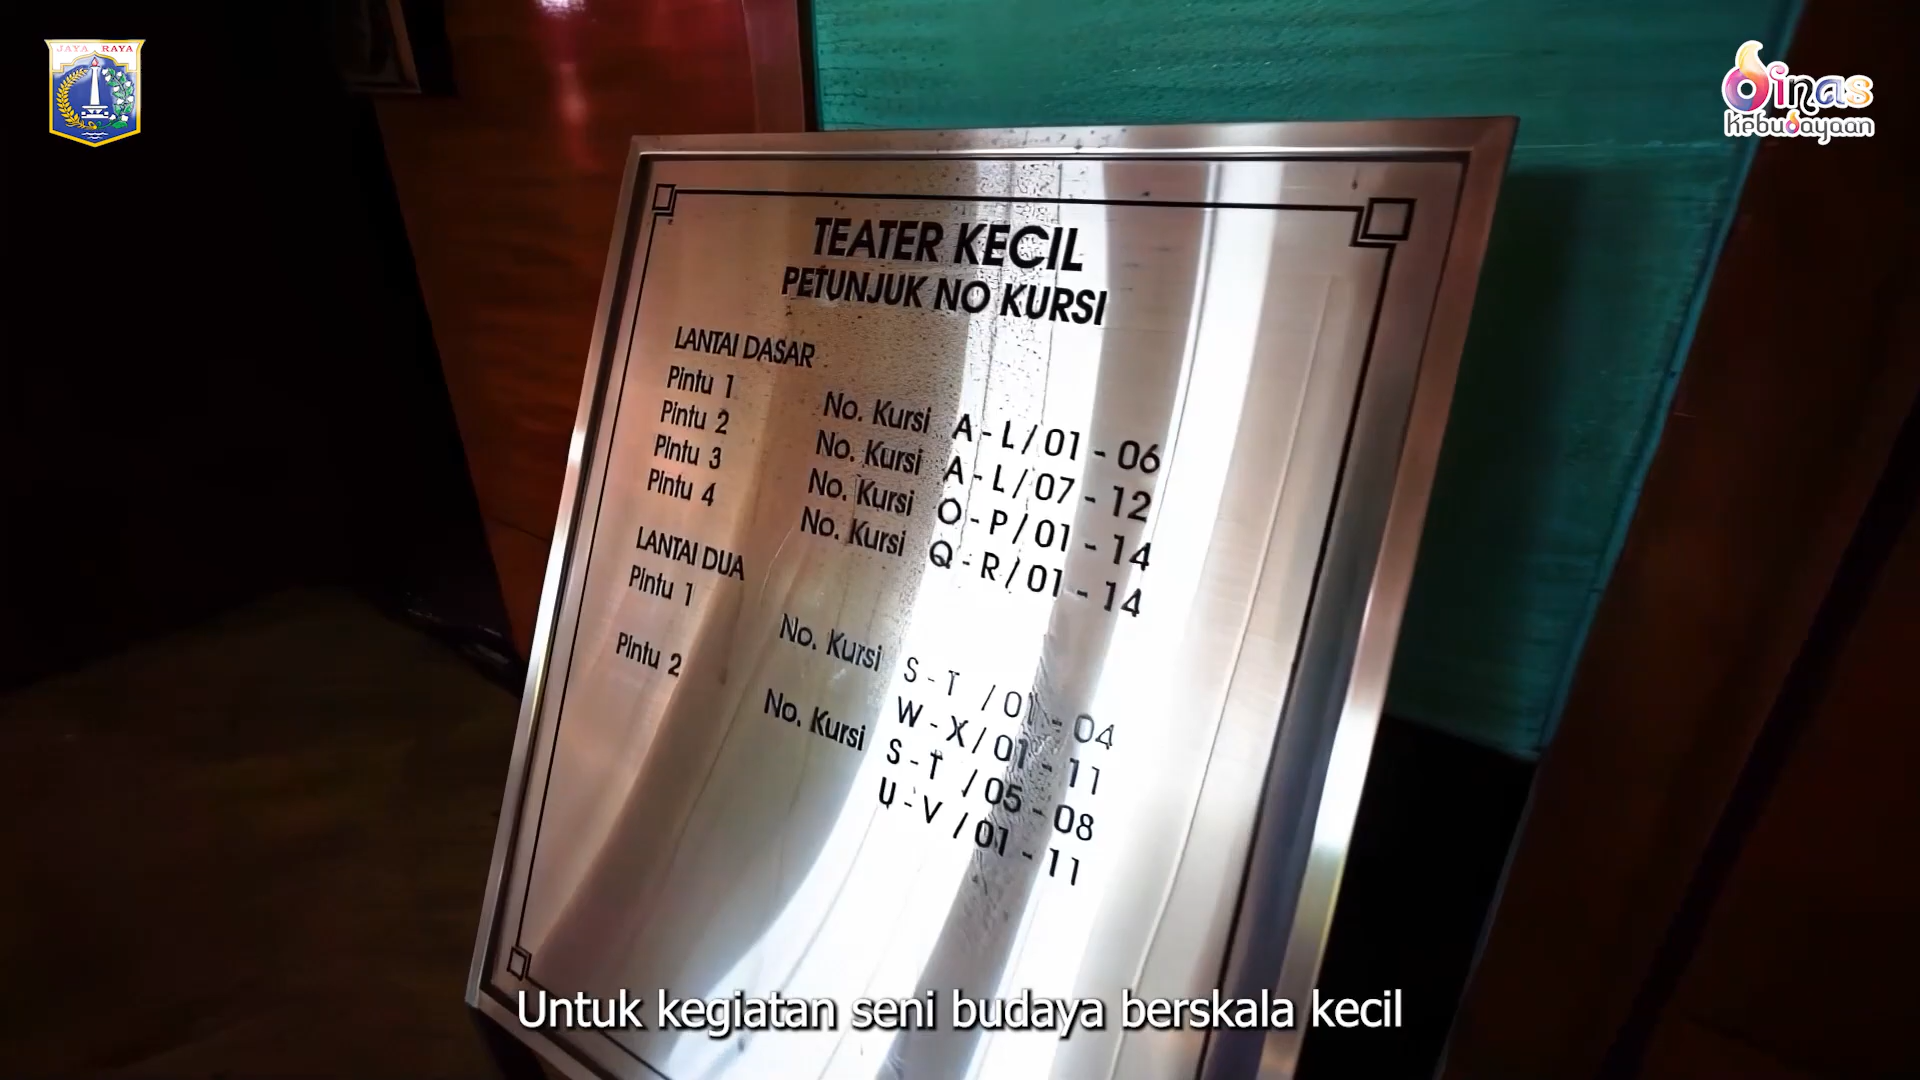 JAYA RAYA
Dinas
Kebudayaan
TEATER KECIL
PETUNJUK NO KURSI
LANTAI DASAR
Pintu 1 No. Kursi A - L / 01 - 06
Pintu 2 No. Kursi A - L / 07 - 12
Pintu 3 No. Kursi O - P / 01 - 14
Pintu 4 No. Kursi Q - R / 01 - 14
LANTAI DUA
Pintu 1 No. Kursi S - T / 01 - 04
W - X / 01 - 11
Pintu 2 No. Kursi S - T / 05 - 08
U - V / 01 - 11
Untuk kegiatan seni budaya berskala kecil